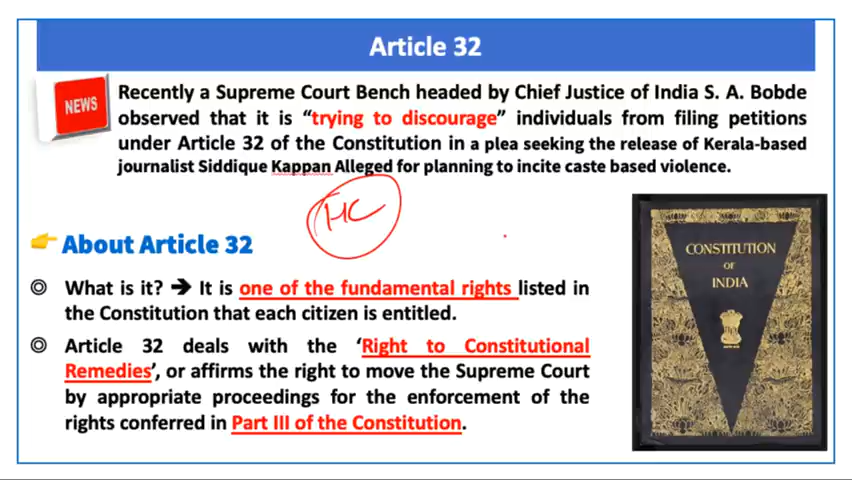 Article 32
NEWS
Recently a Supreme Court Bench headed by Chief Justice of India S. A. Bobde
observed that it is “trying to discourage” individuals from filing petitions
under Article 32 of the Constitution in a plea seeking the release of Kerala-based
journalist Siddique Kappan Alleged for planning to incite caste based violence.
HC
About Article 32
What is it? → It is one of the fundamental rights listed in
the Constitution that each citizen is entitled.
Article 32 deals with the ‘Right to Constitutional
Remedies’, or affirms the right to move the Supreme Court
by appropriate proceedings for the enforcement of the
rights conferred in Part III of the Constitution.
CONSTITUTION
OF
INDIA